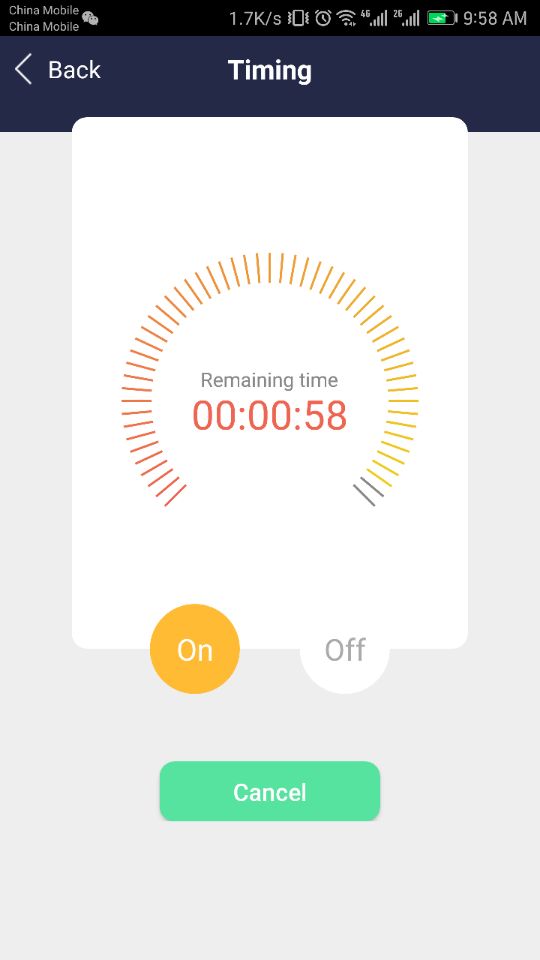 China Mobile
China Mobile
1.7K/s 4G 2G 9:58 AM
Back
Timing
Remaining time
00:00:58
On
Off
Cancel